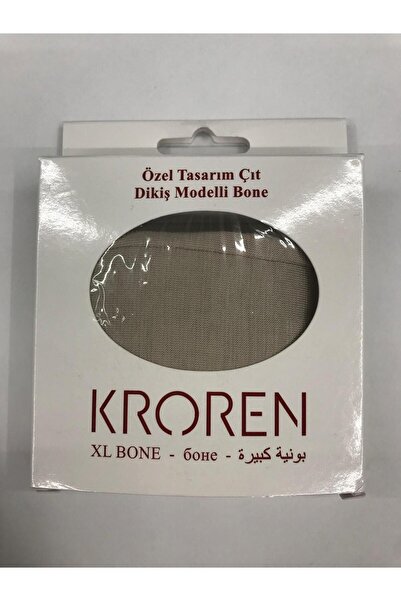 Özel Tasarım Çıt
Dikiş Modelli Bone
KROREN
XL BONE - боне - بونية كبيرة